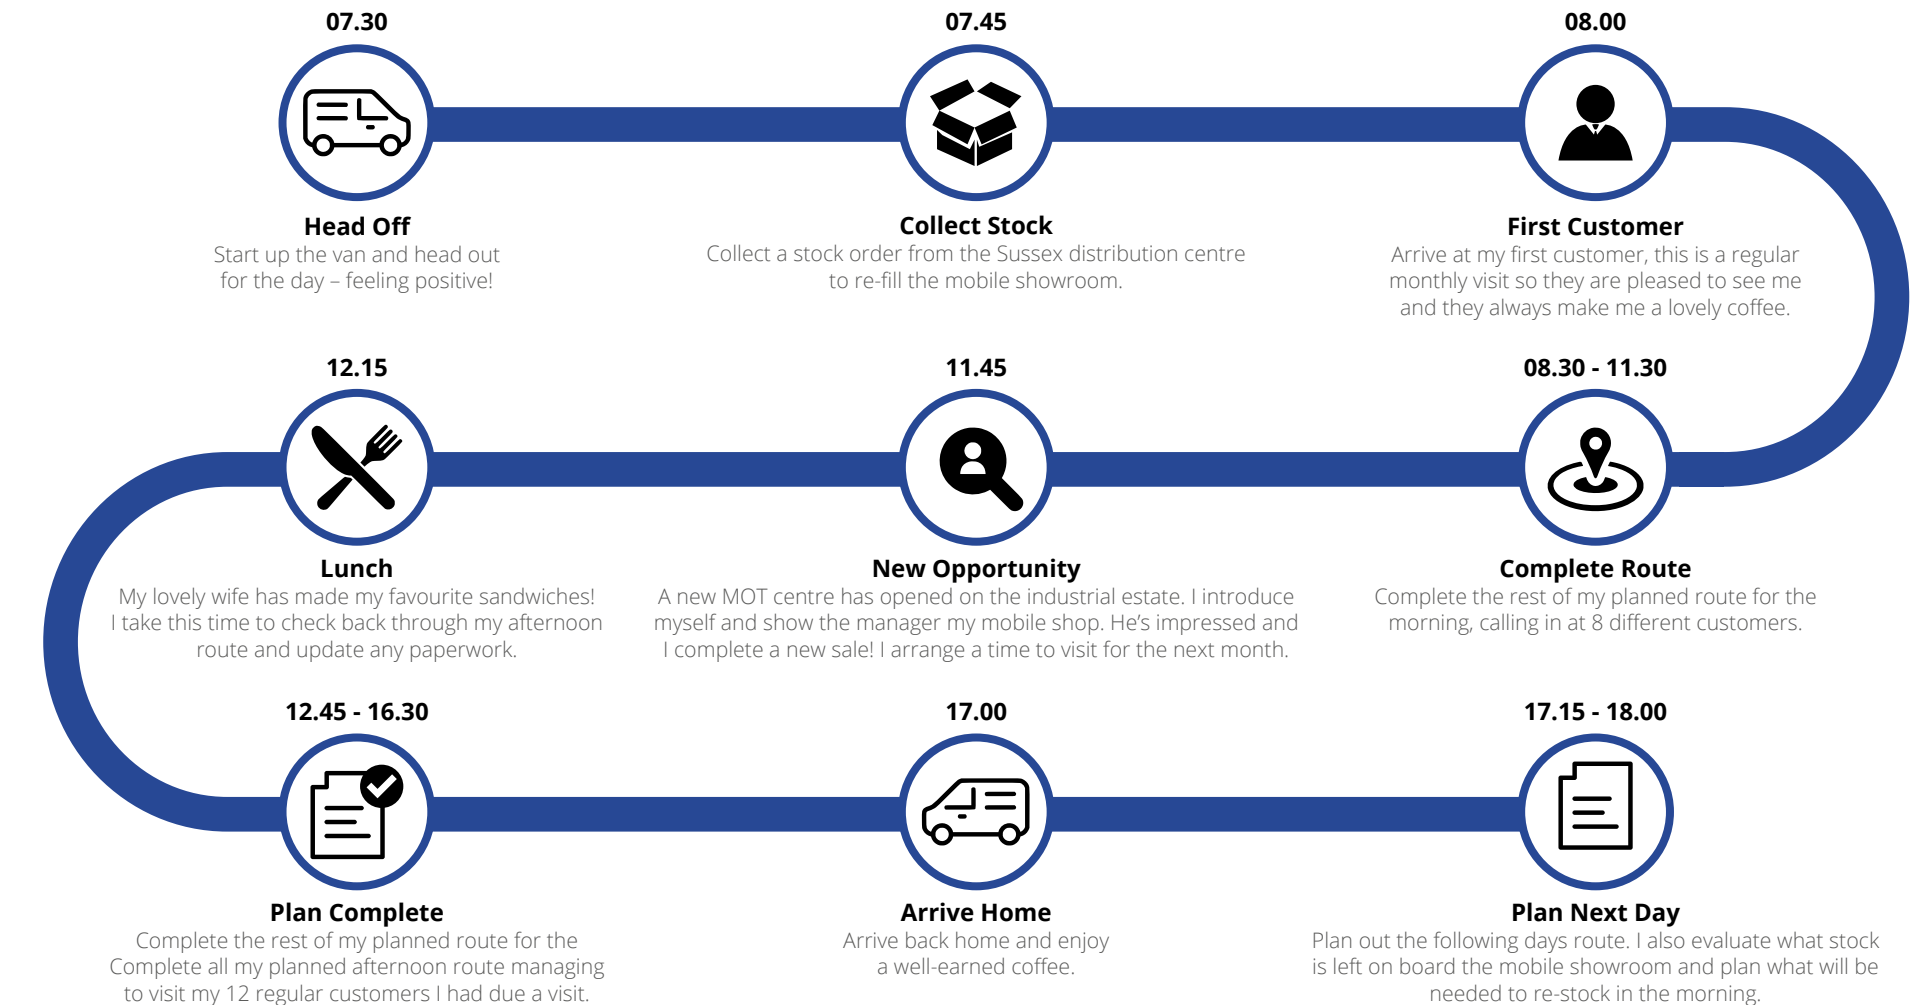 07.30
Head Off
Start up the van and head out
for the day – feeling positive!
07.45
Collect Stock
Collect a stock order from the Sussex distribution centre
to re-fill the mobile showroom.
08.00
First Customer
Arrive at my first customer, this is a regular
monthly visit so they are pleased to see me
and they always make me a lovely coffee.
08.30 - 11.30
Complete Route
Complete the rest of my planned route for the
morning, calling in at 8 different customers.
11.45
New Opportunity
A new MOT centre has opened on the industrial estate. I introduce
myself and show the manager my mobile shop. He’s impressed and
I complete a new sale! I arrange a time to visit for the next month.
12.15
Lunch
My lovely wife has made my favourite sandwiches!
I take this time to check back through my afternoon
route and update any paperwork.
12.45 - 16.30
Plan Complete
Complete the rest of my planned route for the
Complete all my planned afternoon route managing
to visit my 12 regular customers I had due a visit.
17.00
Arrive Home
Arrive back home and enjoy
a well-earned coffee.
17.15 - 18.00
Plan Next Day
Plan out the following days route. I also evaluate what stock
is left on board the mobile showroom and plan what will be
needed to re-stock in the morning.